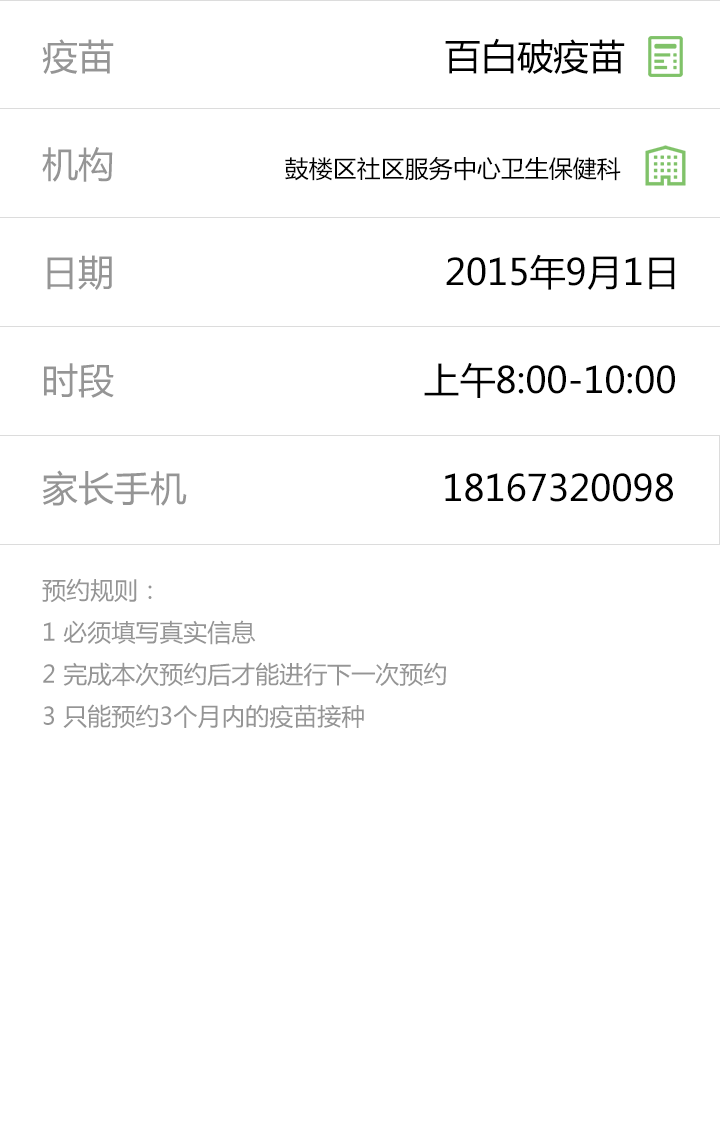 疫苗 百白破疫苗
机构 鼓楼区社区服务中心卫生保健科
日期 2015年9月1日
时段 上午8:00-10:00
家长手机 18167320098
预约规则：
1 必须填写真实信息
2 完成本次预约后才能进行下一次预约
3 只能预约3个月内的疫苗接种